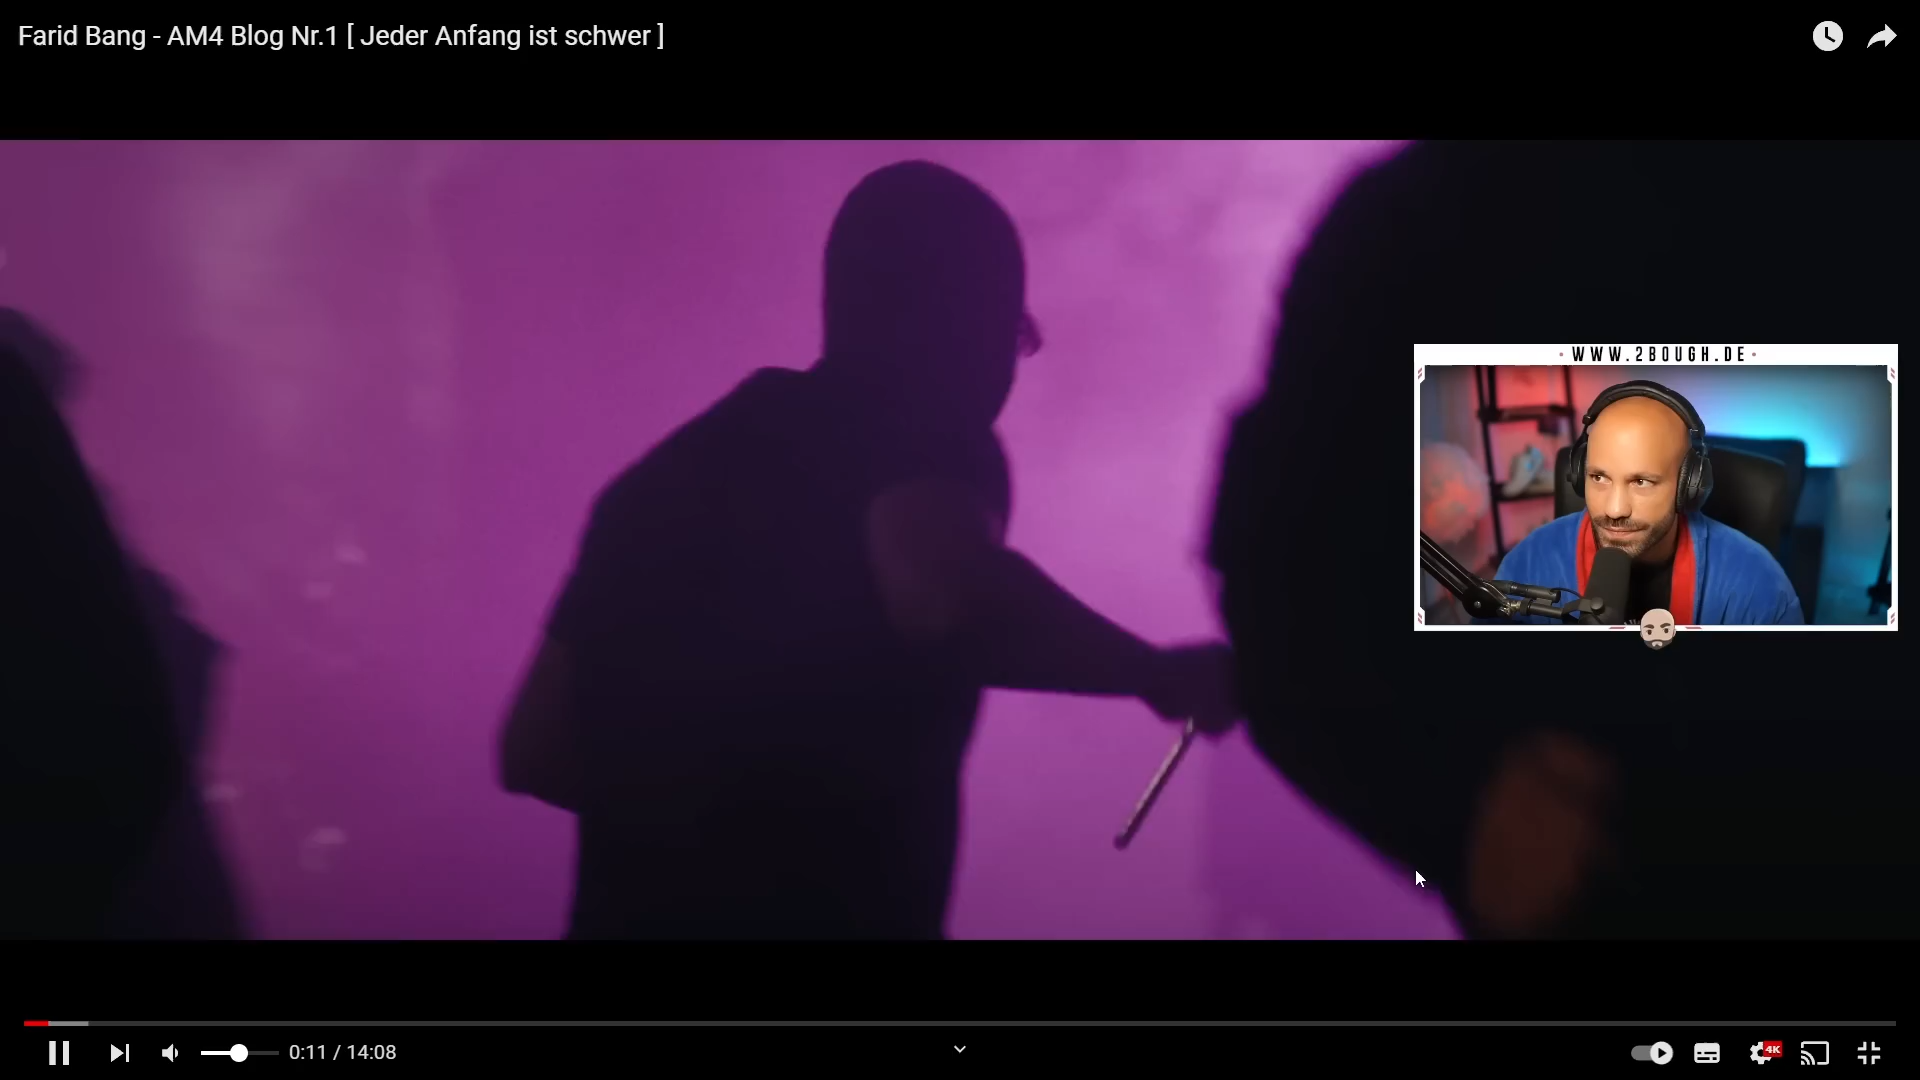 Farid Bang - AM4 Blog Nr.1 [ Jeder Anfang ist schwer ]
WWW.2BOUGH.DE
0:11 / 14:08
4K